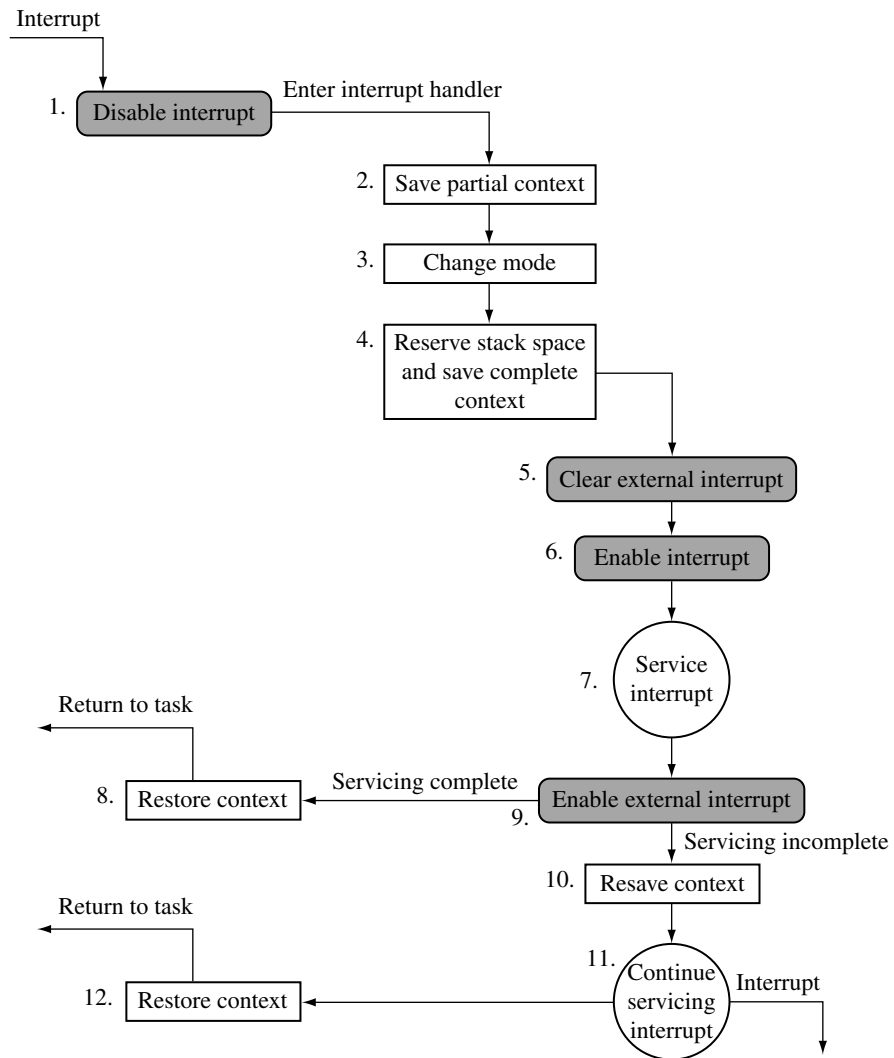 Interrupt
1.
Disable interrupt
Enter interrupt handler
2.
Save partial context
3.
Change mode
4.
Reserve stack space
and save complete
context
5.
Clear external interrupt
6.
Enable interrupt
7.
Service
interrupt
Return to task
8.
Restore context
Servicing complete
9.
Enable external interrupt
Servicing incomplete
10.
Resave context
Return to task
11.
Continue
servicing
interrupt
Interrupt
12.
Restore context